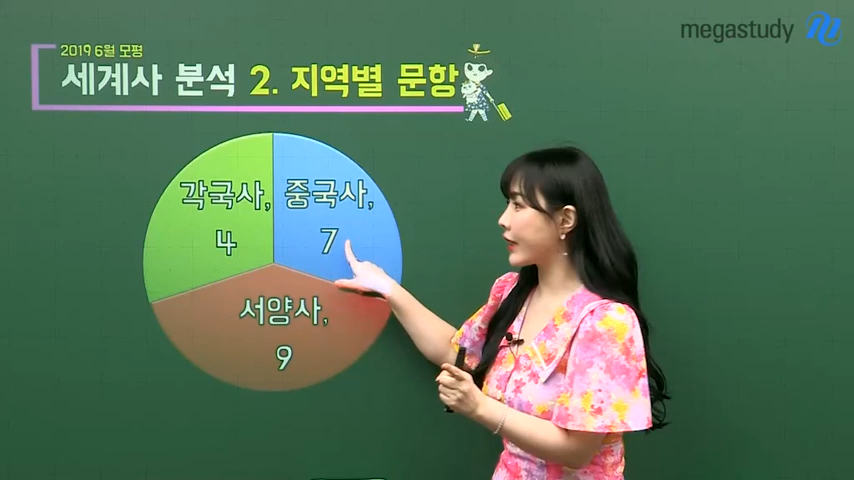 megastudy
2019 6월 모평
세계사 분석 2. 지역별 문항
각국사,
4
중국사,
7
서양사,
9